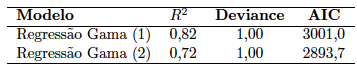 Modelo R² Deviance AIC
Regressão Gama (1) 0,82 1,00 3001,0
Regressão Gama (2) 0,72 1,00 2893,7